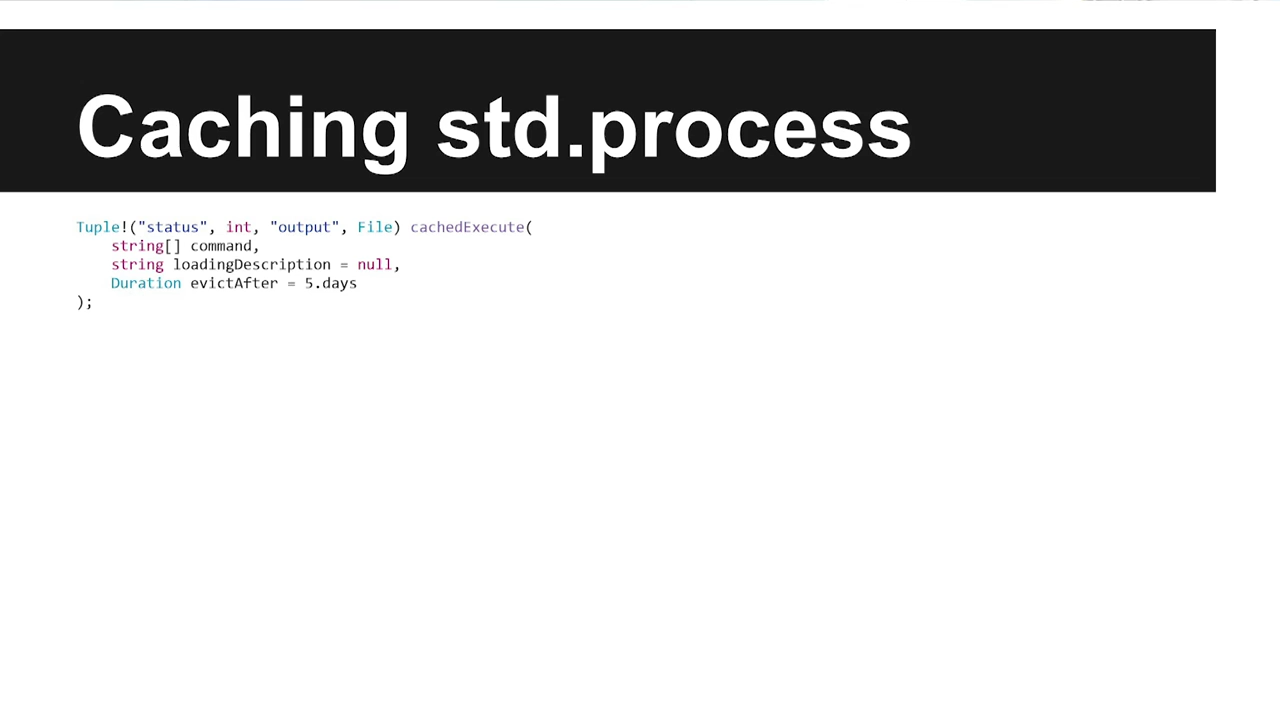 Caching std.process
Tuple!("status", int, "output", File) cachedExecute(
    string[] command,
    string loadingDescription = null,
    Duration evictAfter = 5.days
);